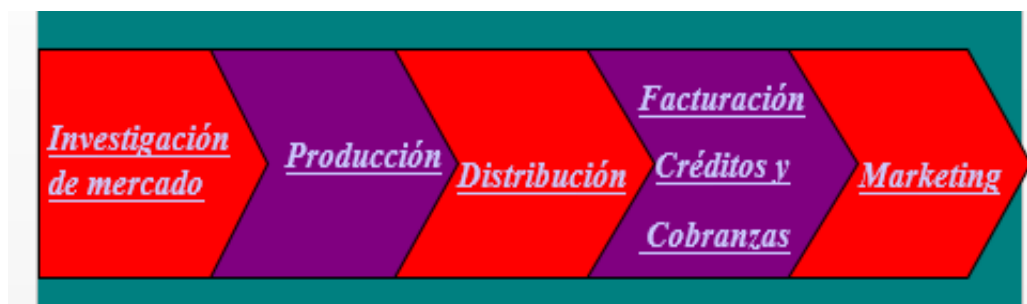 Investigación
de mercado
Producción
Distribución
Facturación
Créditos y
Cobranzas
Marketing